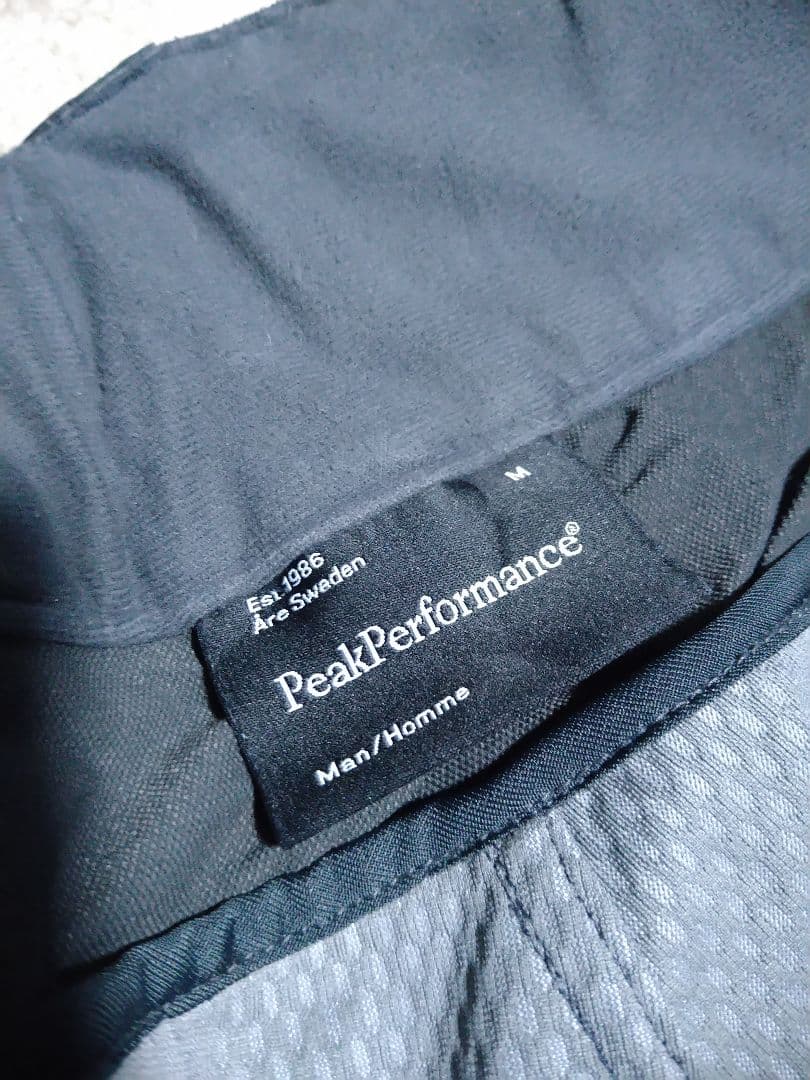 M
Est.1986
Åre Sweden
PeakPerformance®
Man/Homme